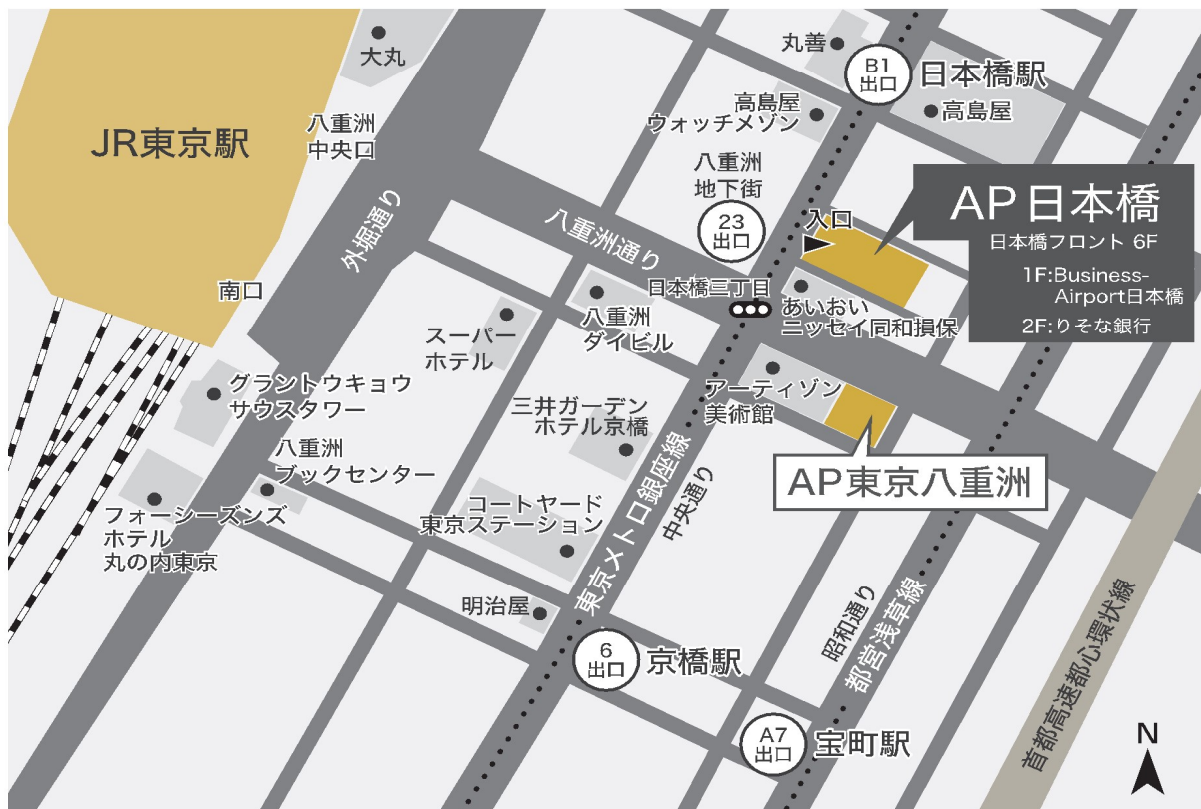 大丸
丸善
B1
出口
日本橋駅
高島屋
ウォッチメゾン
高島屋
JR東京駅
八重洲
中央口
八重洲
地下街
23
出口
入口
AP日本橋
日本橋フロント 6F
1F:Business-
Airport日本橋
2F:りそな銀行
外堀通り
八重洲通り
日本橋三丁目
あいおい
ニッセイ同和損保
南口
八重洲
ダイビル
スーパー
ホテル
アーティゾン
美術館
グラントウキョウ
サウスタワー
三井ガーデン
ホテル京橋
八重洲
ブックセンター
AP東京八重洲
コートヤード
東京ステーション
フォーシーズンズ
ホテル
丸の内東京
東京メトロ銀座線
中央通り
明治屋
昭和通り
都営浅草線
首都高速都心環状線
6
出口
京橋駅
A7
出口
宝町駅
N